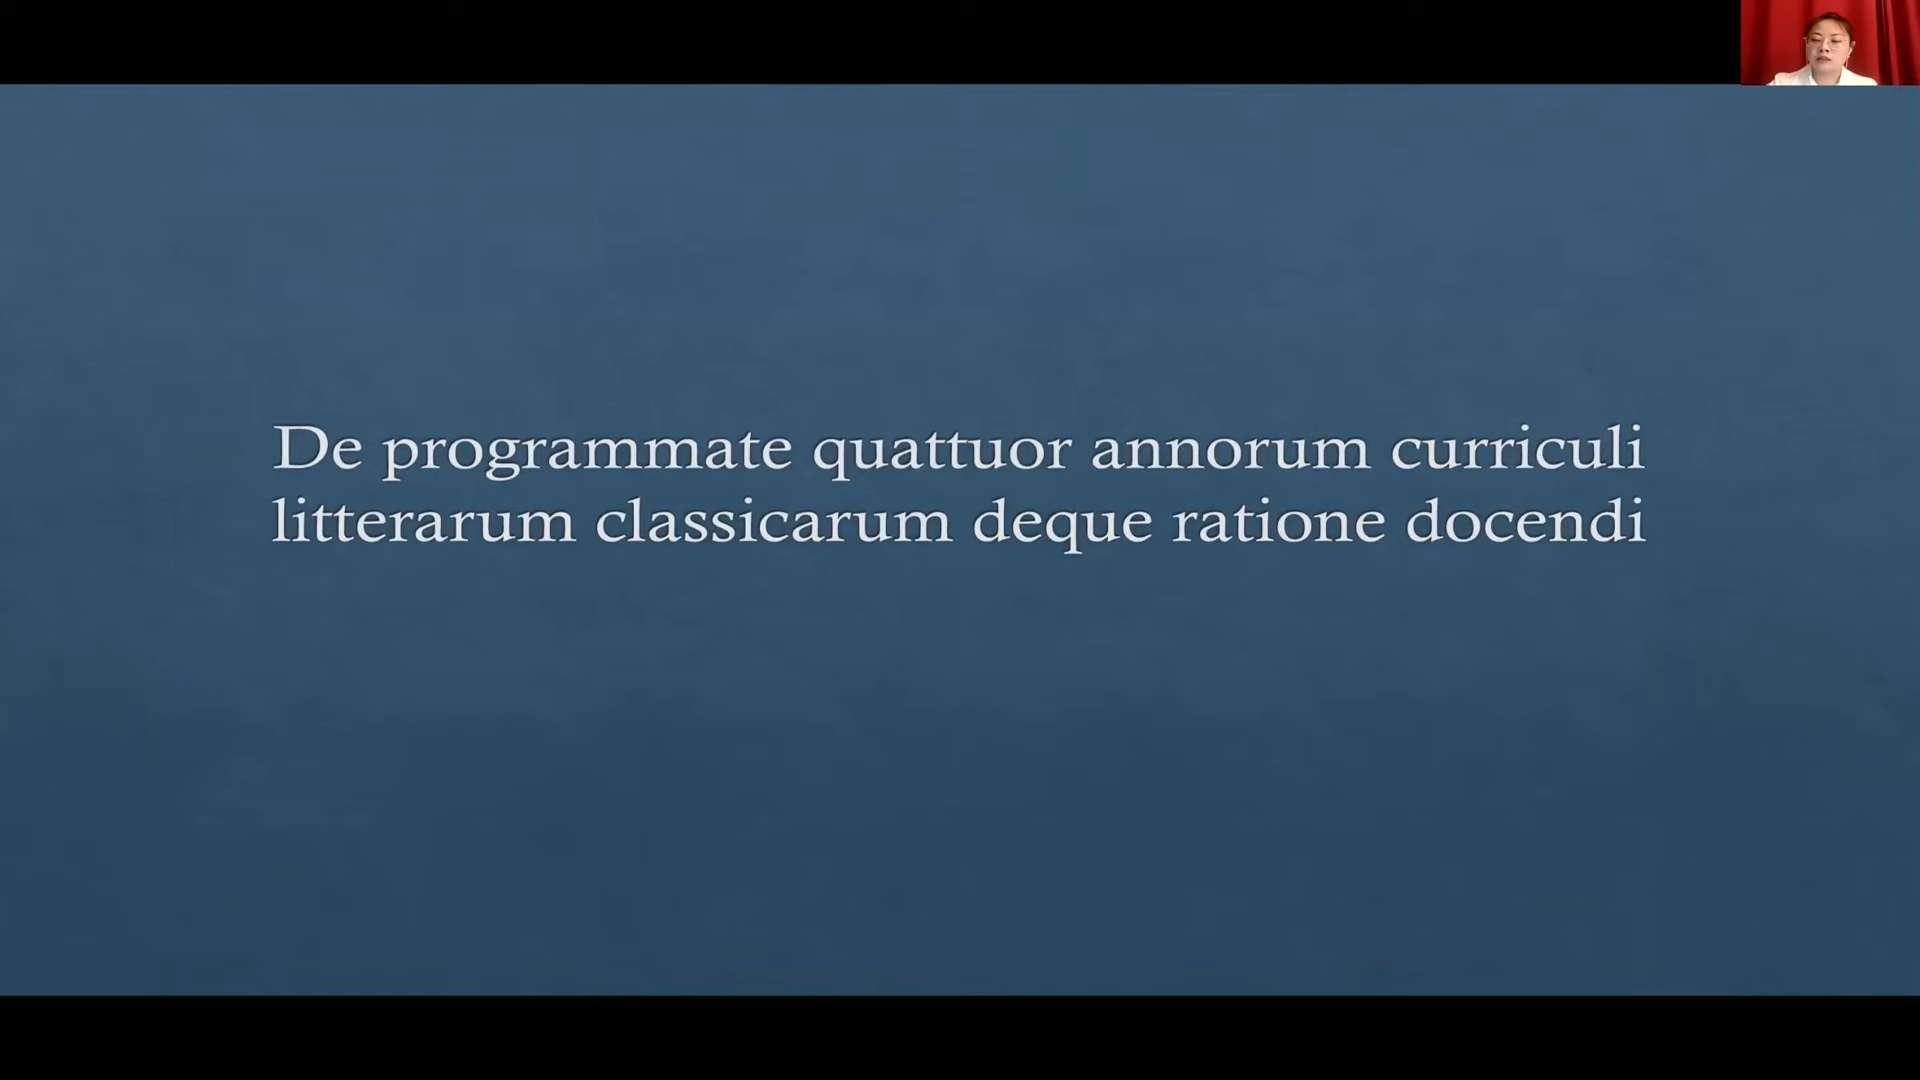 De programmate quattuor annorum curriculi
litterarum classicarum deque ratione docendi